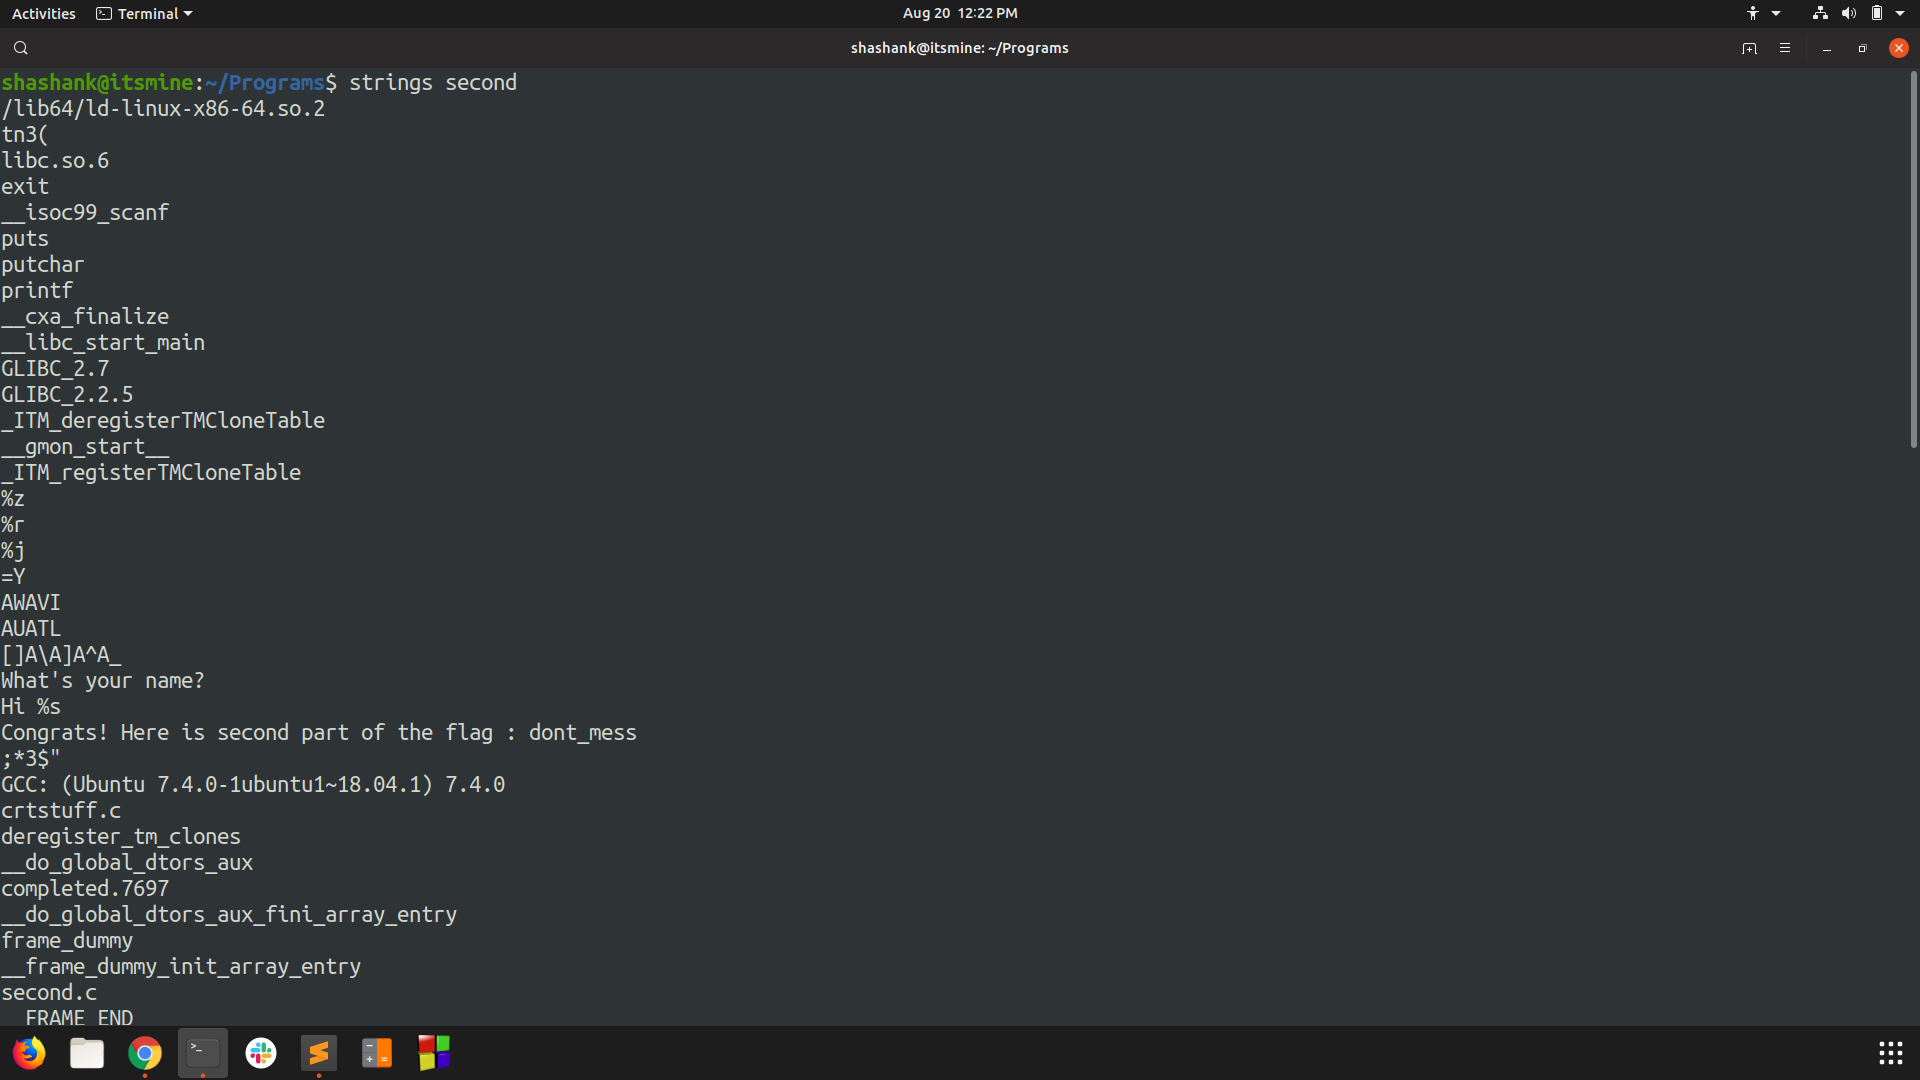 Activities Terminal Aug 20 12:22 PM
shashank@itsmine: ~/Programs
shashank@itsmine:~/Programs$ strings second
/lib64/ld-linux-x86-64.so.2
tn3(
libc.so.6
exit
__isoc99_scanf
puts
putchar
printf
__cxa_finalize
__libc_start_main
GLIBC_2.7
GLIBC_2.2.5
_ITM_deregisterTMCloneTable
__gmon_start__
_ITM_registerTMCloneTable
%z
%r
%j
=Y
AWAVI
AUATL
[]A\A]A^A_
What's your name?
Hi %s
Congrats! Here is second part of the flag : dont_mess
;*3$"
GCC: (Ubuntu 7.4.0-1ubuntu1~18.04.1) 7.4.0
crtstuff.c
deregister_tm_clones
__do_global_dtors_aux
completed.7697
__do_global_dtors_aux_fini_array_entry
frame_dummy
__frame_dummy_init_array_entry
second.c
__FRAME_END__